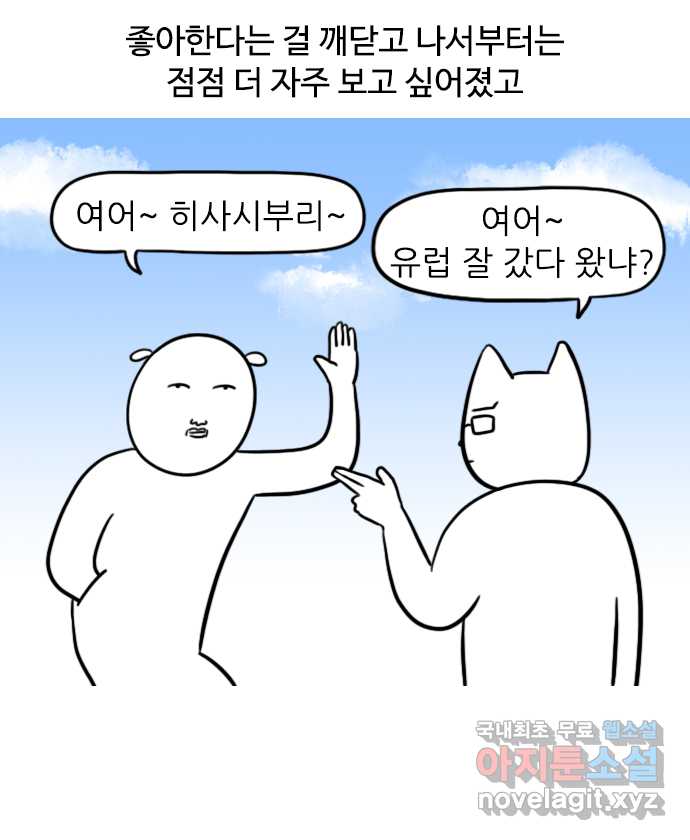 좋아한다는 걸 깨닫고 나서부터는
점점 더 자주 보고 싶어졌고
여어~ 히사시부리~
여어~
유럽 잘 갔다 왔냐?
국내최초 무료 웹소설
아지툰소설
novelagit.xyz